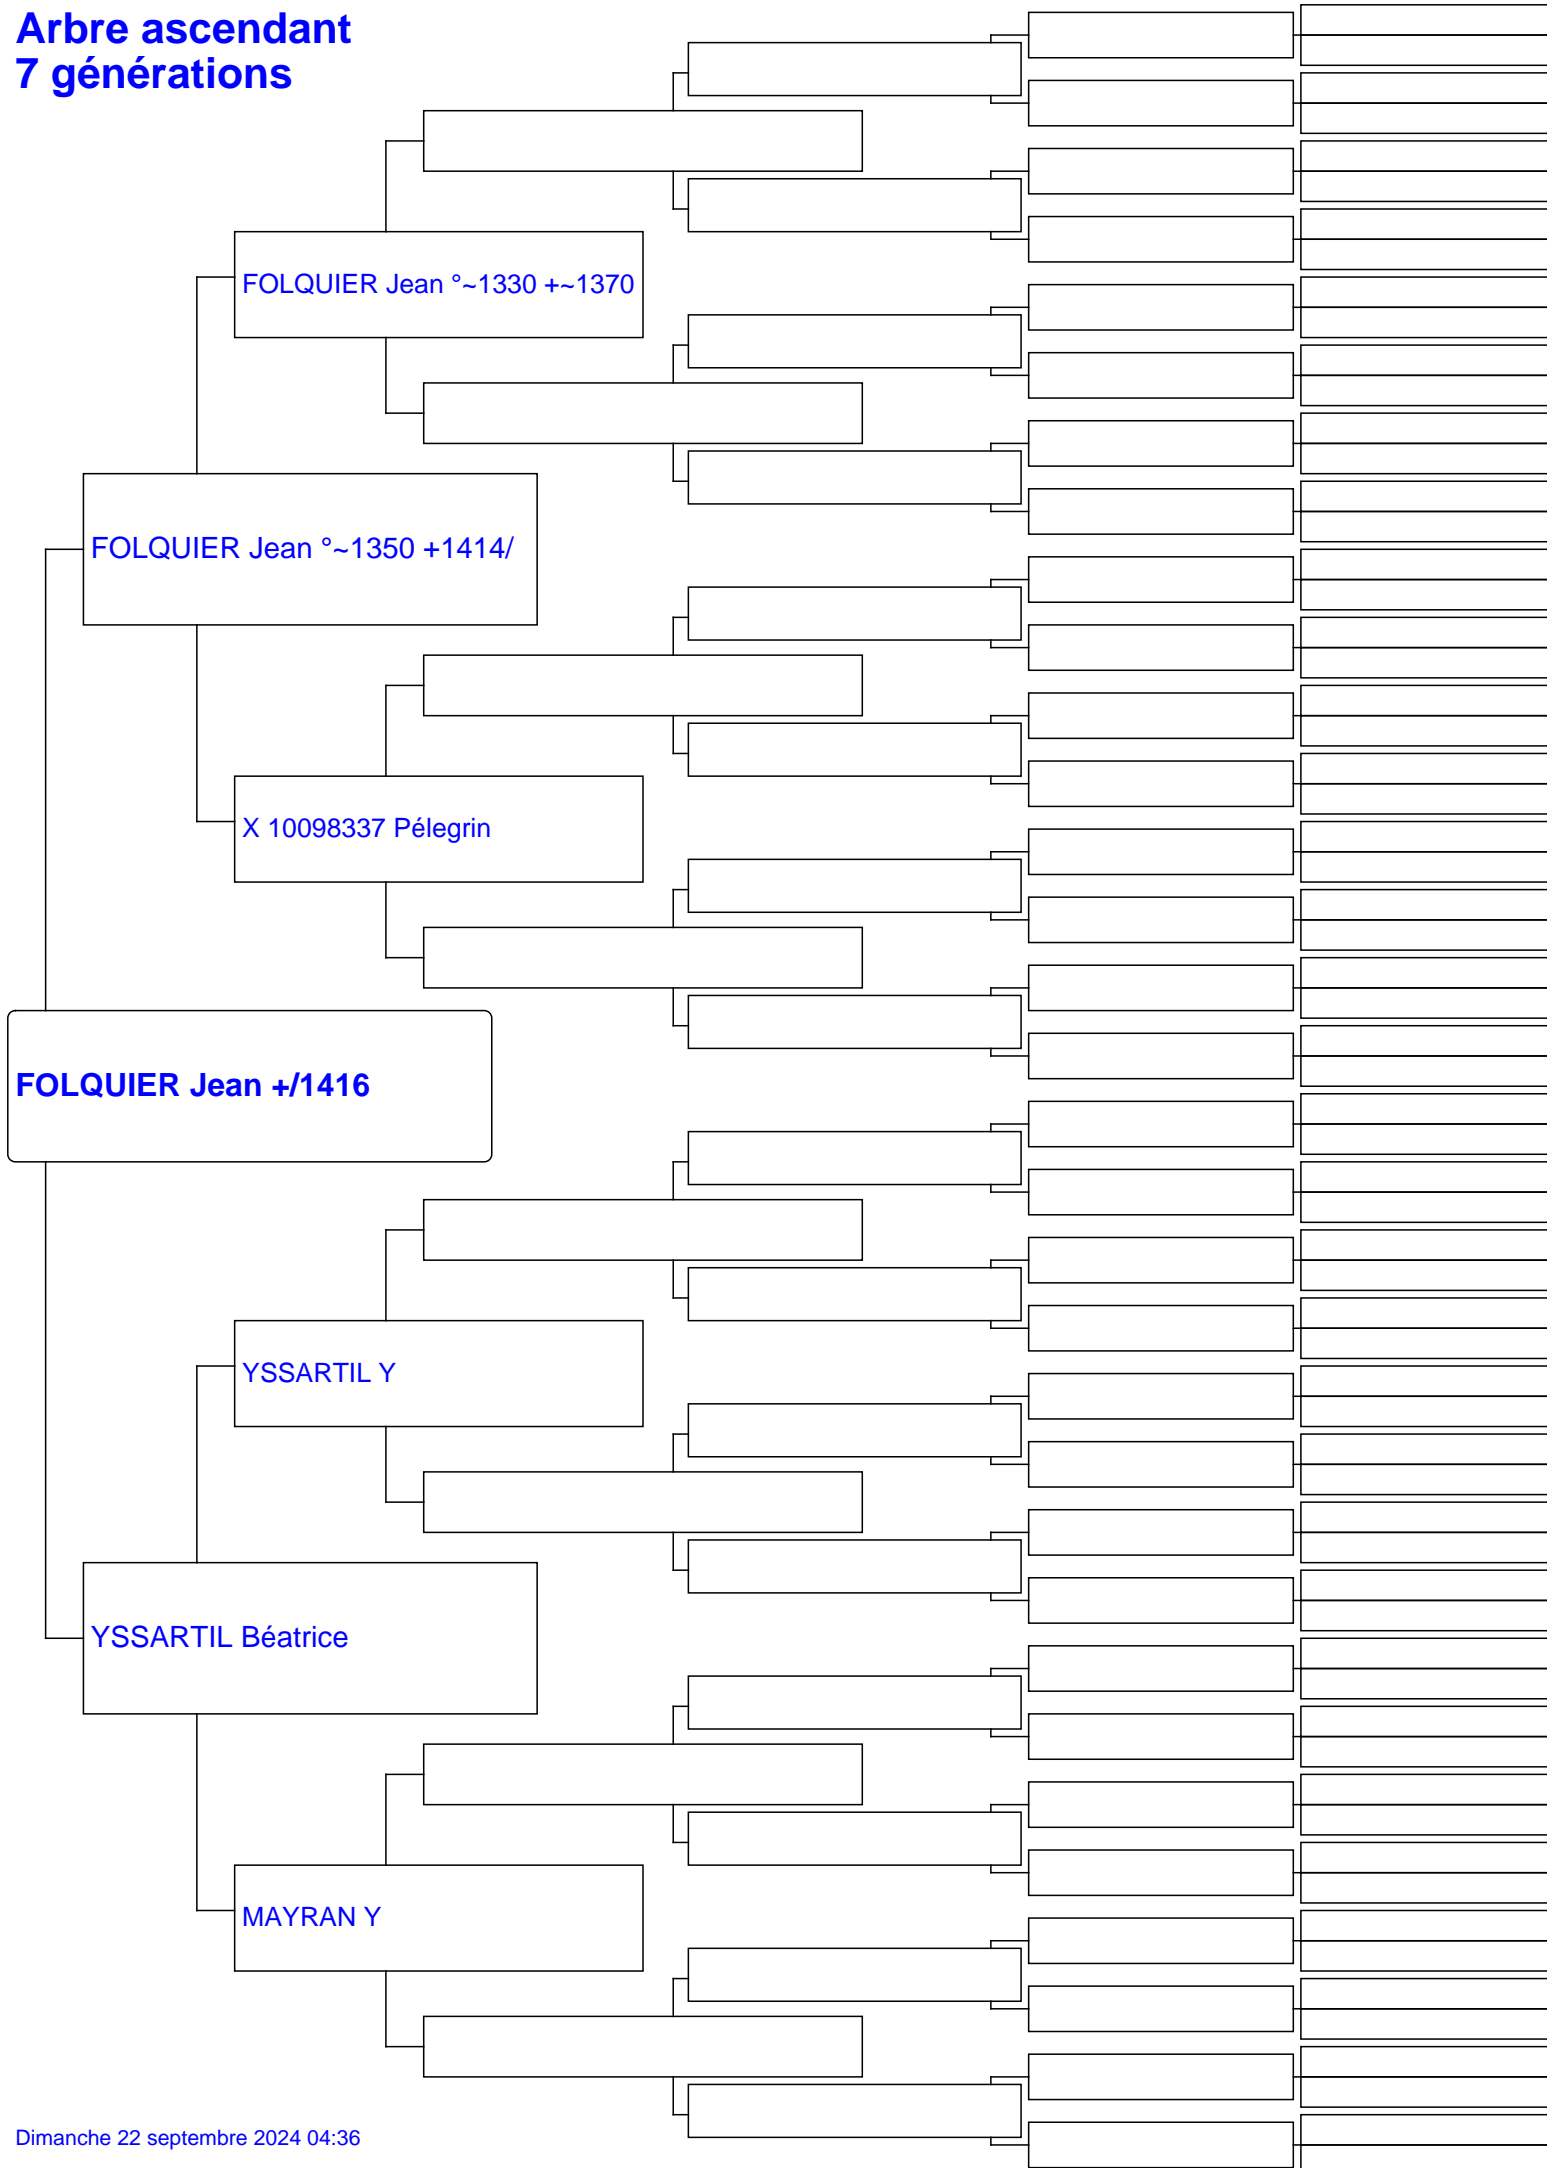 Arbre ascendant
7 générations
FOLQUIER Jean °~1330 +~1370
FOLQUIER Jean °~1350 +1414/
X 10098337 Pélegrin
FOLQUIER Jean +/1416
YSSARTIL Y
YSSARTIL Béatrice
MAYRAN Y
Dimanche 22 septembre 2024 04:36